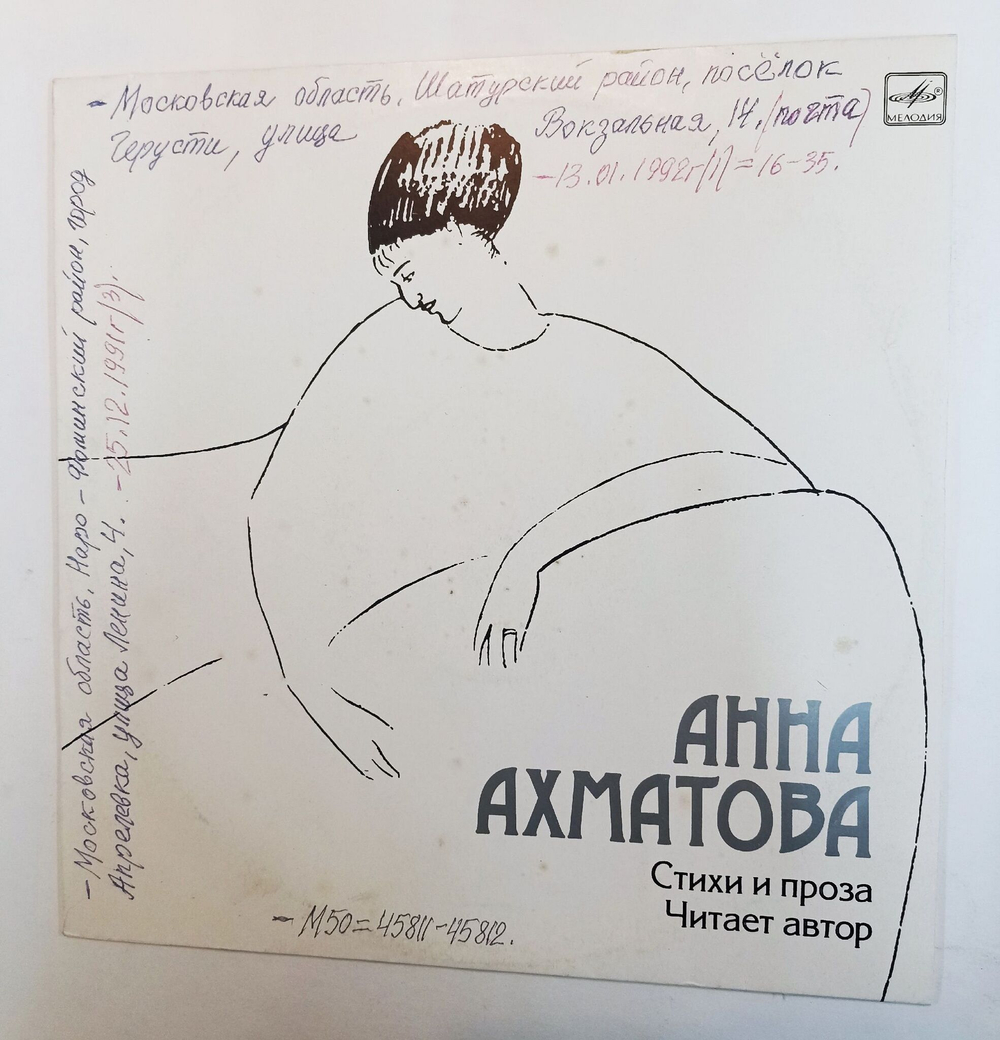 - Московская область, Шатурский район, посёлок
Черусти, улица Вокзальная, 14. (почта)
-13.01.1992г(1)=16-35.
МЕЛОДИЯ
- Московская область, Наро-Фоминский район, город
Апрелевка, улица Ленина, 4. -25.12.1991г(3).
АННА
АХМАТОВА
Стихи и проза
Читает автор
- М50=45811-45812.